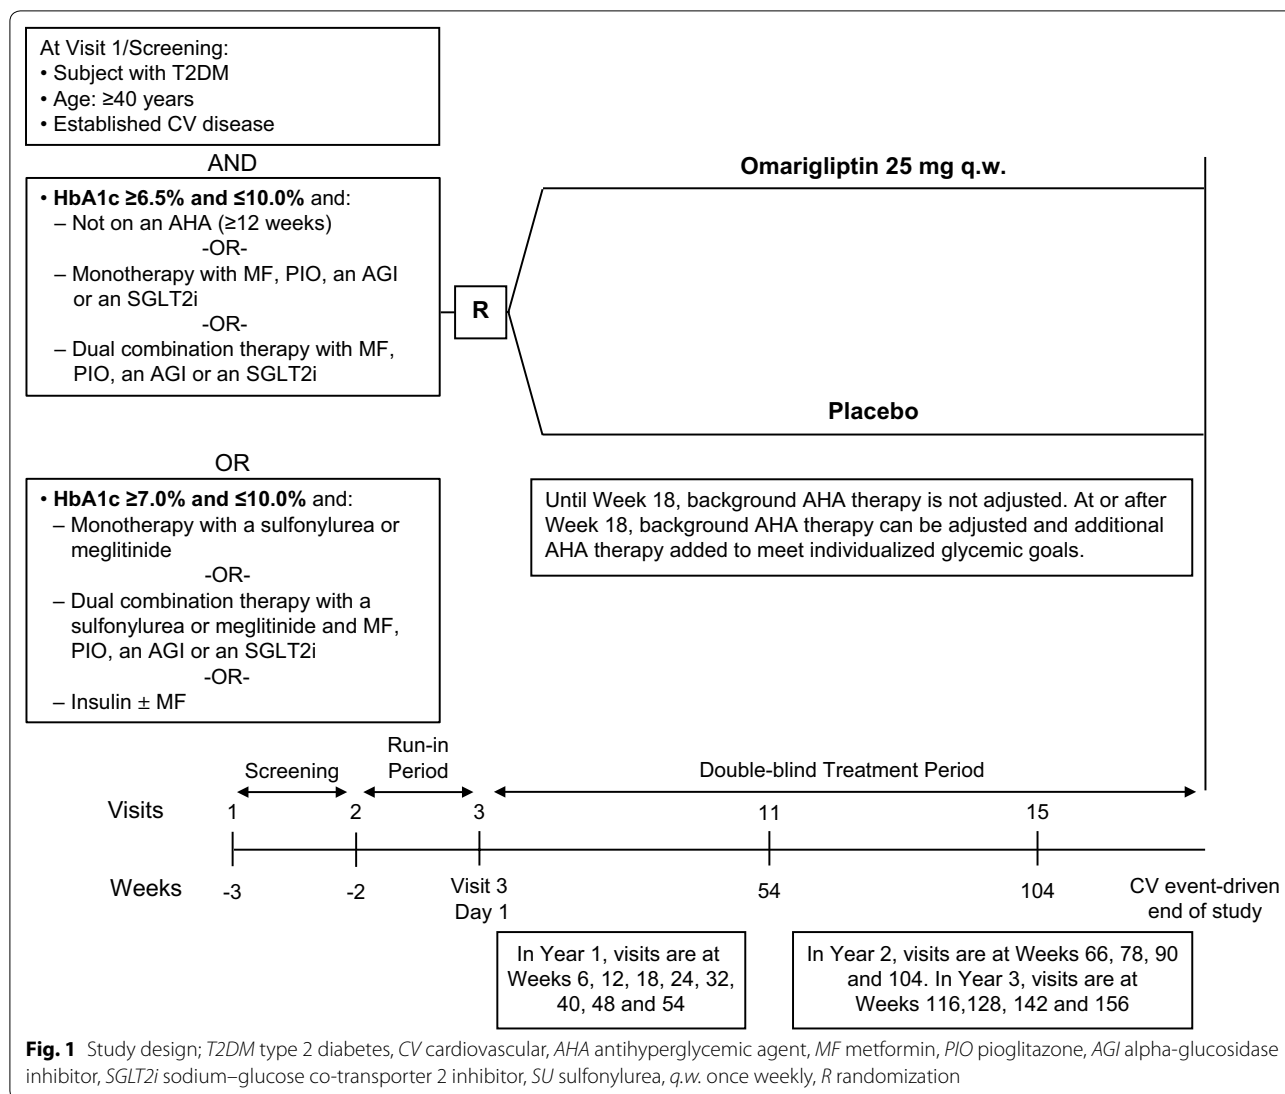 At Visit 1/Screening:
• Subject with T2DM
• Age: ≥40 years
• Established CV disease
AND
• HbA1c ≥6.5% and ≤10.0% and:
– Not on an AHA (≥12 weeks)
-OR-
– Monotherapy with MF, PIO, an AGI
or an SGLT2i
-OR-
– Dual combination therapy with MF,
PIO, an AGI or an SGLT2i
OR
• HbA1c ≥7.0% and ≤10.0% and:
– Monotherapy with a sulfonylurea or
meglitinide
-OR-
– Dual combination therapy with a
sulfonylurea or meglitinide and MF,
PIO, an AGI or an SGLT2i
-OR-
– Insulin ± MF
R
Omarigliptin 25 mg q.w.
Placebo
Until Week 18, background AHA therapy is not adjusted. At or after
Week 18, background AHA therapy can be adjusted and additional
AHA therapy added to meet individualized glycemic goals.
Screening
Run-in
Period
Double-blind Treatment Period
Visits 1 2 3 11 15
Weeks -3 -2 Visit 3
Day 1
54 104 CV event-driven
end of study
In Year 1, visits are at
Weeks 6, 12, 18, 24, 32,
40, 48 and 54
In Year 2, visits are at Weeks 66, 78, 90
and 104. In Year 3, visits are at
Weeks 116,128, 142 and 156
Fig. 1 Study design; T2DM type 2 diabetes, CV cardiovascular, AHA antihyperglycemic agent, MF metformin, PIO pioglitazone, AGI alpha-glucosidase
inhibitor, SGLT2i sodium–glucose co-transporter 2 inhibitor, SU sulfonylurea, q.w. once weekly, R randomization